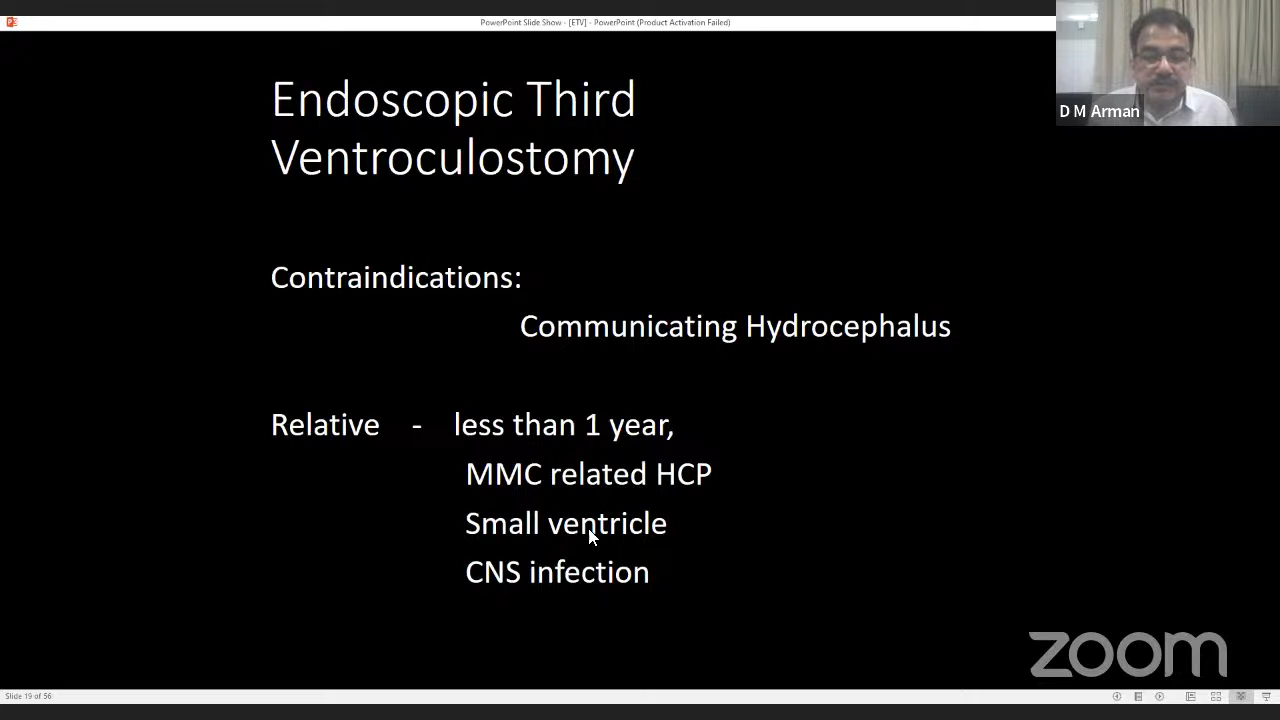 PowerPoint Slide Show - [ETV] - PowerPoint (Product Activation Failed)
D M Arman
Endoscopic Third
Ventroculostomy
Contraindications:
Communicating Hydrocephalus
Relative - less than 1 year,
MMC related HCP
Small ventricle
CNS infection
zoom
Slide 19 of 56